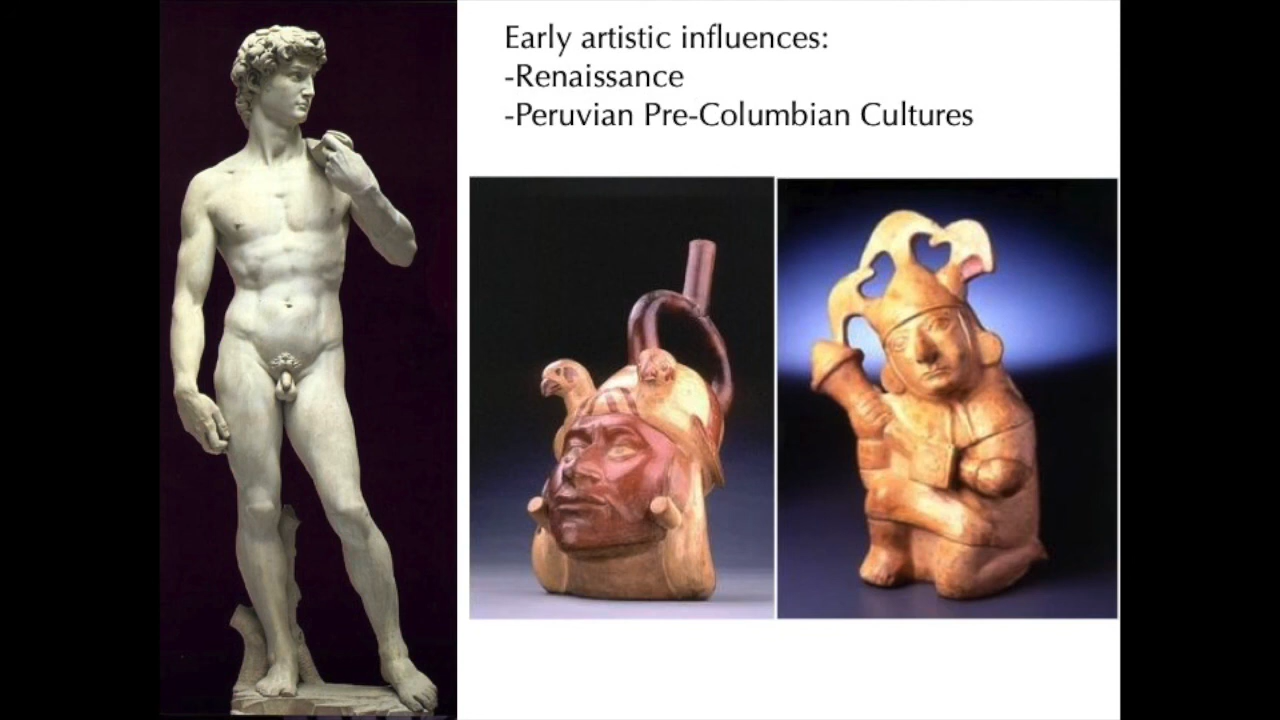 Early artistic influences:
-Renaissance
-Peruvian Pre-Columbian Cultures